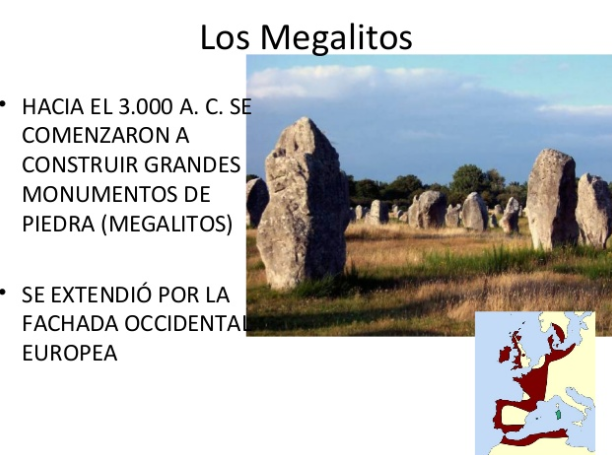 Los Megalitos
• HACIA EL 3.000 A. C. SE
COMENZARON A
CONSTRUIR GRANDES
MONUMENTOS DE
PIEDRA (MEGALITOS)
• SE EXTENDIÓ POR LA
FACHADA OCCIDENTAL
EUROPEA